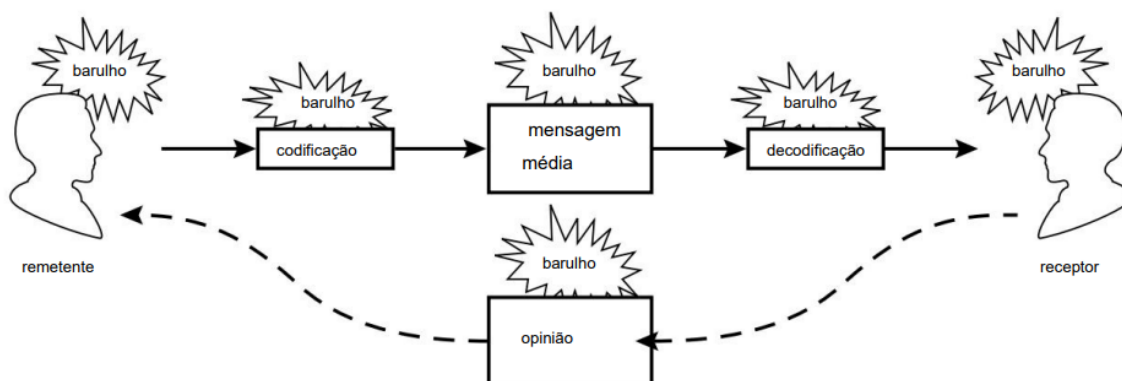 barulho
barulho
barulho
barulho
barulho
codificação
mensagem
média
decodificação
remetente
barulho
receptor
opinião